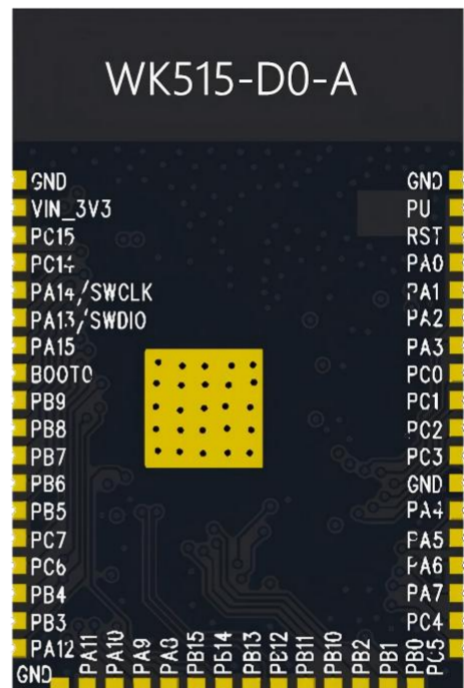 WK515-D0-A
GND
VIN_3V3
PC15
PC14
PA14/SWCLK
PA13/SWDIO
PA15
BOOT0
PB9
PB8
PB7
PB6
PB5
PC7
PC6
PB4
PB3
PA12
GND
PA11
PA10
PA9
PA8
PB15
PB14
PB13
PC12
PB11
PB10
PB2
PB1
PB0
PC5
GND
PU
RST
PA0
PA1
PA2
PA3
PC0
PC1
PC2
PC3
GND
PA4
PA5
PA6
PA7
PC4